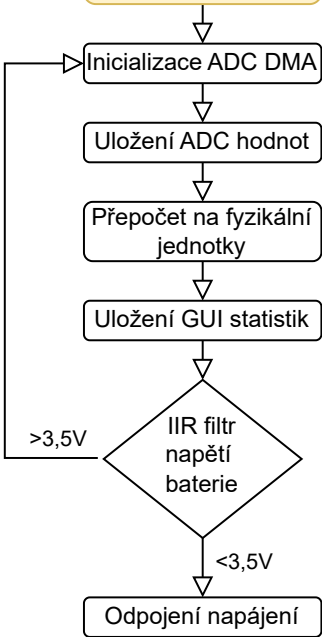 Inicializace ADC DMA
Uložení ADC hodnot
Přepočet na fyzikální
jednotky
Uložení GUI statistik
IIR filtr
napětí
baterie
>3,5V
<3,5V
Odpojení napájení